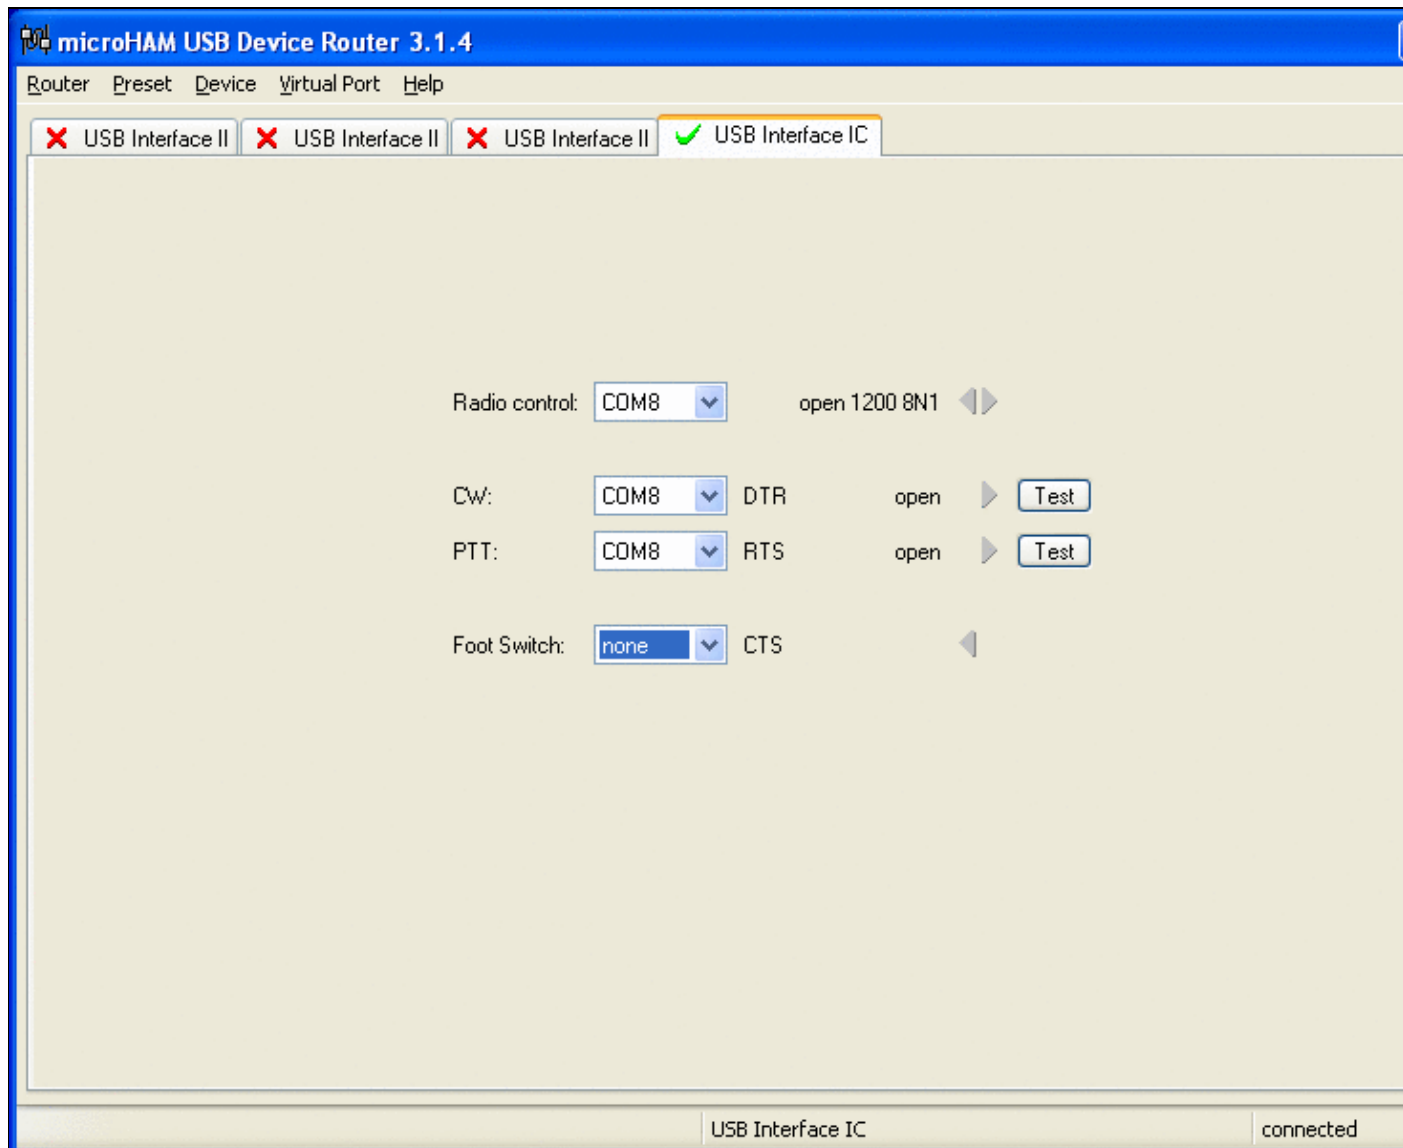 microHAM USB Device Router 3.1.4
Router Preset Device Virtual Port Help
USB Interface II USB Interface II USB Interface II USB Interface IC
Radio control: COM8 open 1200 8N1
CW: COM8 DTR open Test
PTT: COM8 RTS open Test
Foot Switch: none CTS
USB Interface IC connected